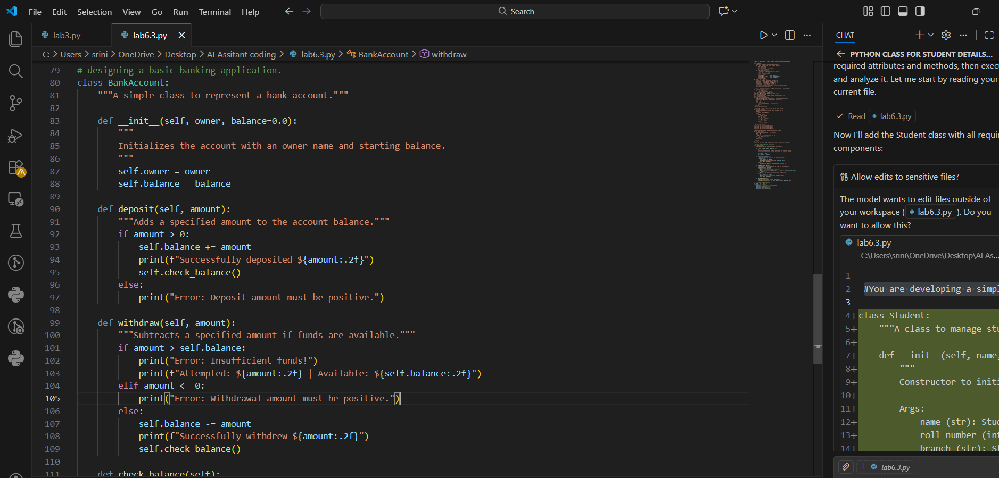 File Edit Selection View Go Run Terminal Help
Search
lab3.py
lab6.3.py
C: > Users > srini > OneDrive > Desktop > AI Assitant coding > lab6.3.py > BankAccount > withdraw
79 # designing a basic banking application.
80 class BankAccount:
81 """A simple class to represent a bank account."""
82
83 def __init__(self, owner, balance=0.0):
84 """
85 Initializes the account with an owner name and starting balance.
86 """
87 self.owner = owner
88 self.balance = balance
89
90 def deposit(self, amount):
91 """Adds a specified amount to the account balance."""
92 if amount > 0:
93 self.balance += amount
94 print(f"Successfully deposited ${amount:.2f}")
95 self.check_balance()
96 else:
97 print("Error: Deposit amount must be positive.")
98
99 def withdraw(self, amount):
100 """Subtracts a specified amount if funds are available."""
101 if amount > self.balance:
102 print("Error: Insufficient funds!")
103 print(f"Attempted: ${amount:.2f} | Available: ${self.balance:.2f}")
104 elif amount <= 0:
105 print("Error: Withdrawal amount must be positive.")
106 else:
107 self.balance -= amount
108 print(f"Successfully withdrew ${amount:.2f}")
109 self.check_balance()
110
111 def check_balance(self):
CHAT
PYTHON CLASS FOR STUDENT DETAILS...
required attributes and methods, then exec
and analyze it. Let me start by reading your
current file.
Read lab6.3.py
Now I'll add the Student class with all requi
components:
Allow edits to sensitive files?
The model wants to edit files outside of
your workspace ( lab6.3.py ). Do you
want to allow this?
lab6.3.py
C:\Users\srini\OneDrive\Desktop\AI As...
1
2 #You are developing a simpl
3
4+ class Student:
5+ """A class to manage stu
6+
7+ def __init__(self, name,
8+ """
9+ Constructor to initi
10+
11+ Args:
12+ name (str): Stud
13+ roll_number (int
14+ branch (str): St
lab6.3.py